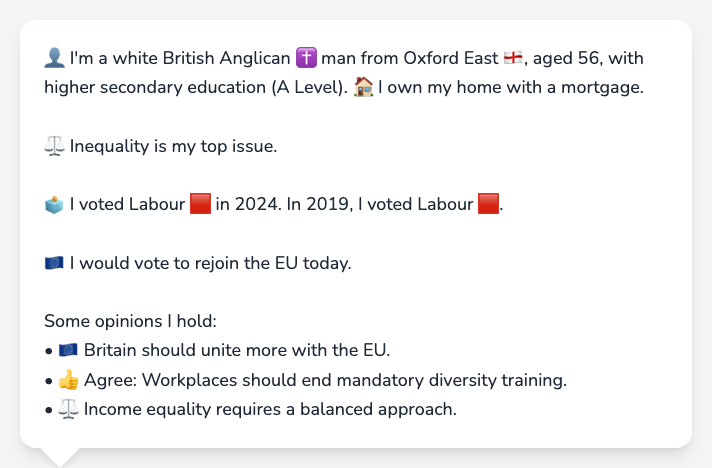 👤 I'm a white British Anglican ✝️ man from Oxford East 🏴󠁧󠁢󠁥󠁮󠁧󠁿, aged 56, with
higher secondary education (A Level). 🏠 I own my home with a mortgage.
⚖️ Inequality is my top issue.
🗳️ I voted Labour 🟥 in 2024. In 2019, I voted Labour 🟥.
🇪🇺 I would vote to rejoin the EU today.
Some opinions I hold:
• 🇪🇺 Britain should unite more with the EU.
• 👍 Agree: Workplaces should end mandatory diversity training.
• ⚖️ Income equality requires a balanced approach.